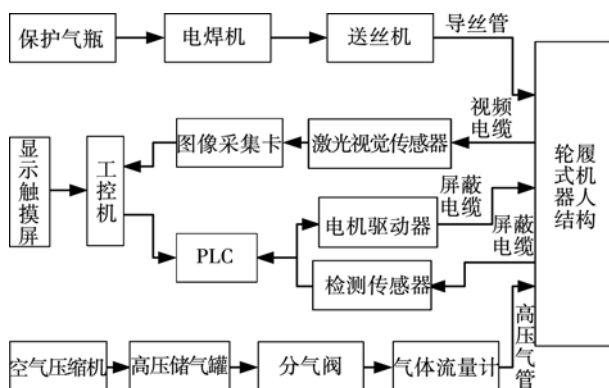 保护气瓶
电焊机
送丝机
导丝管
视频
电缆
显示触摸屏
工控机
图像采集卡
激光视觉传感器
屏蔽
电缆
电机驱动器
PLC
检测传感器
屏蔽
电缆
履
轮机
式器
人
结构
高压气管
空气压缩机
高压储气罐
分气阀
气体流量计